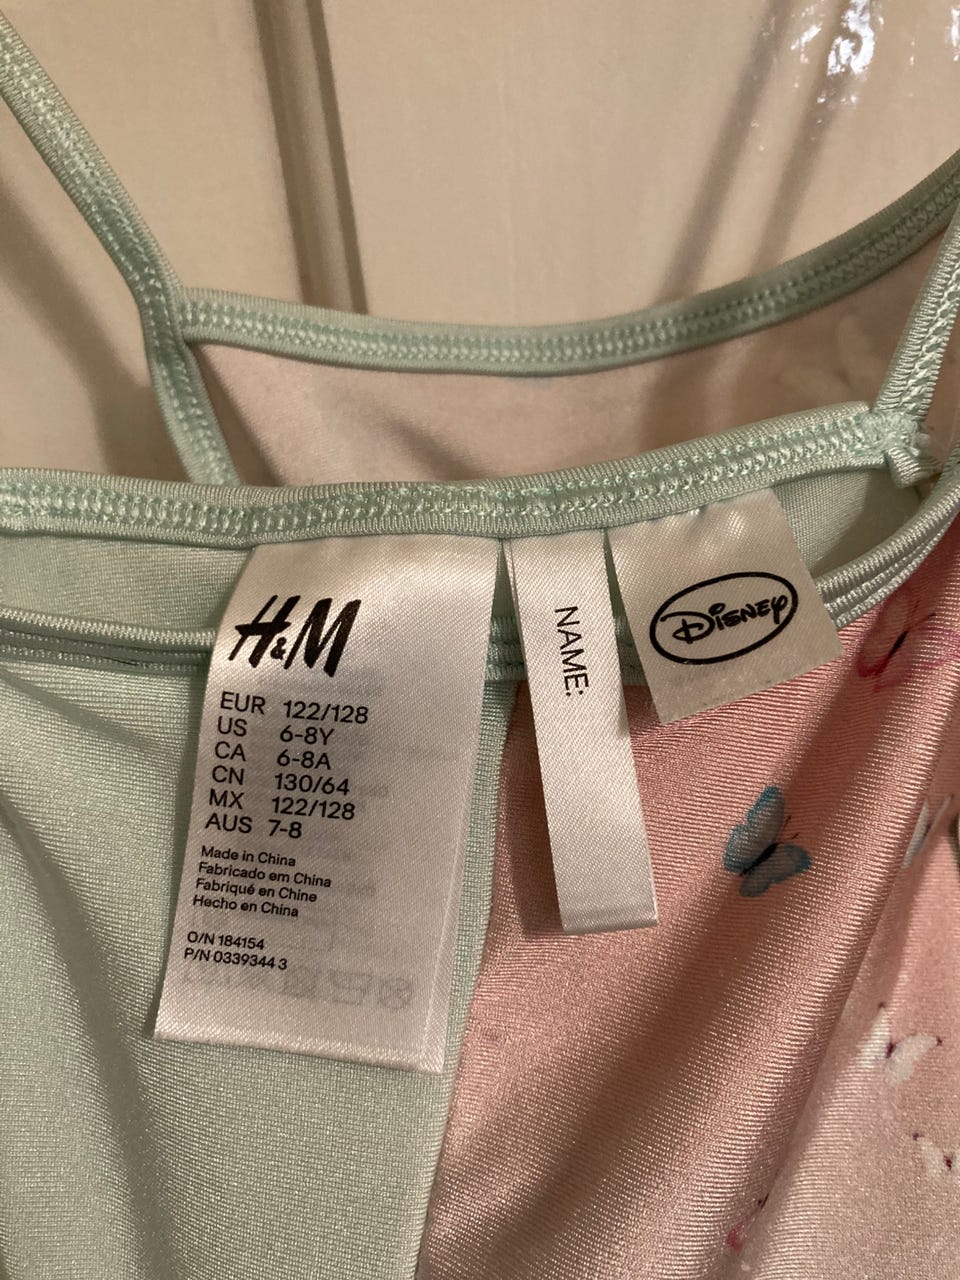 H&M
EUR 122/128
US 6-8Y
CA 6-8A
CN 130/64
MX 122/128
AUS 7-8
Made in China
Fabricado em China
Fabriqué en Chine
Hecho en China
O/N 184154
P/N 0339344 3
NAME:
Disney